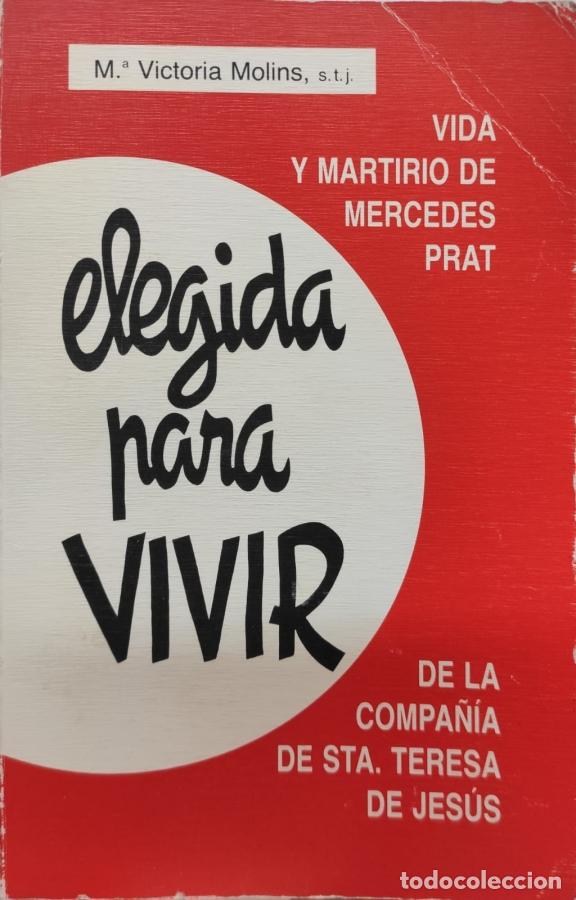 M.ª Victoria Molins, s.t.j.
VIDA
Y MARTIRIO DE
MERCEDES
PRAT
elegida
para
VIVIR
DE LA
COMPAÑÍA
DE STA. TERESA
DE JESÚS
todocoleccion